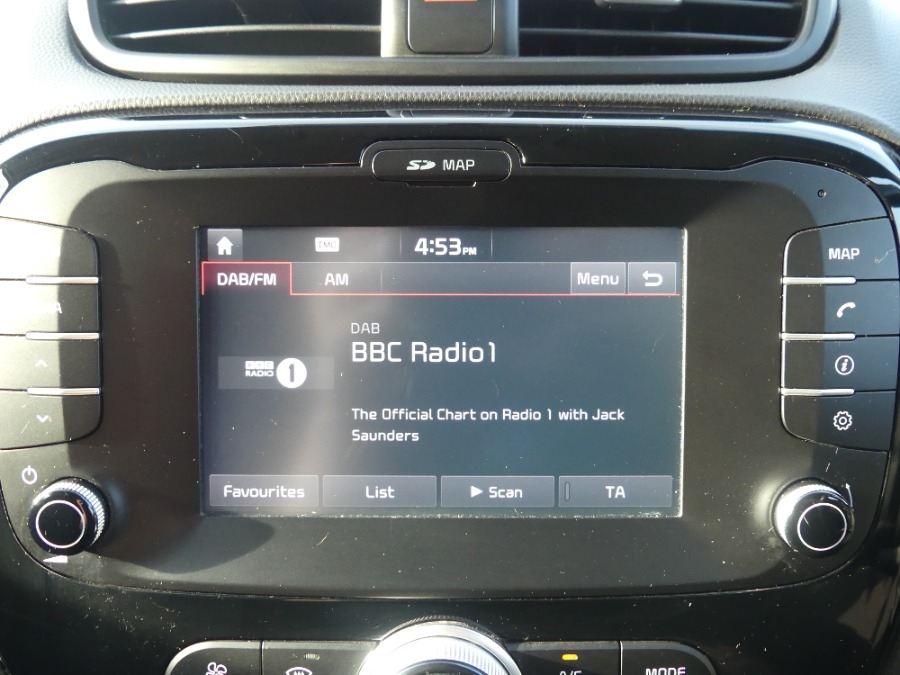 SD MAP
TMC 4:53PM
DAB/FM AM Menu
DAB
BBC Radio1
BBC
RADIO 1
The Official Chart on Radio 1 with Jack
Saunders
Favourites List Scan TA
MAP
MODE